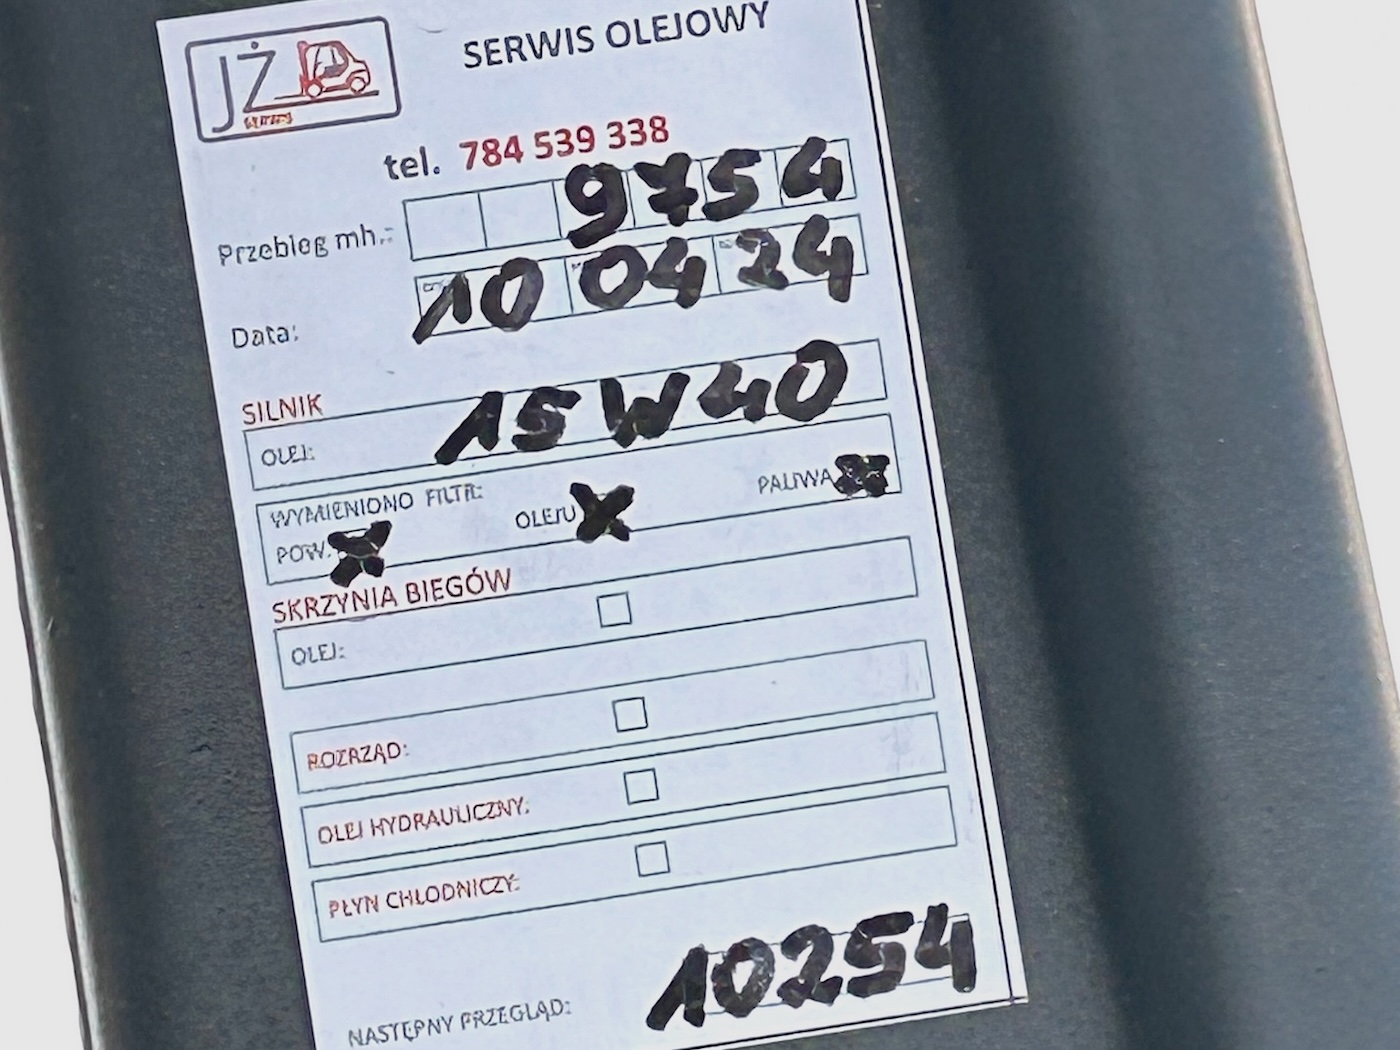 JŻ
SERWIS OLEJOWY
tel. 784 539 338
Przebieg mh.: 9754
Data: 10 04 24
SILNIK
OLEJ: 15W40
WYMIENIONO FILTR:
POW. X OLEJU X PALIWA X
SKRZYNIA BIEGÓW
OLEJ:
ROZRZĄD:
OLEJ HYDRAULICZNY:
PŁYN CHŁODNICZY:
NASTĘPNY PRZEGLĄD: 10254